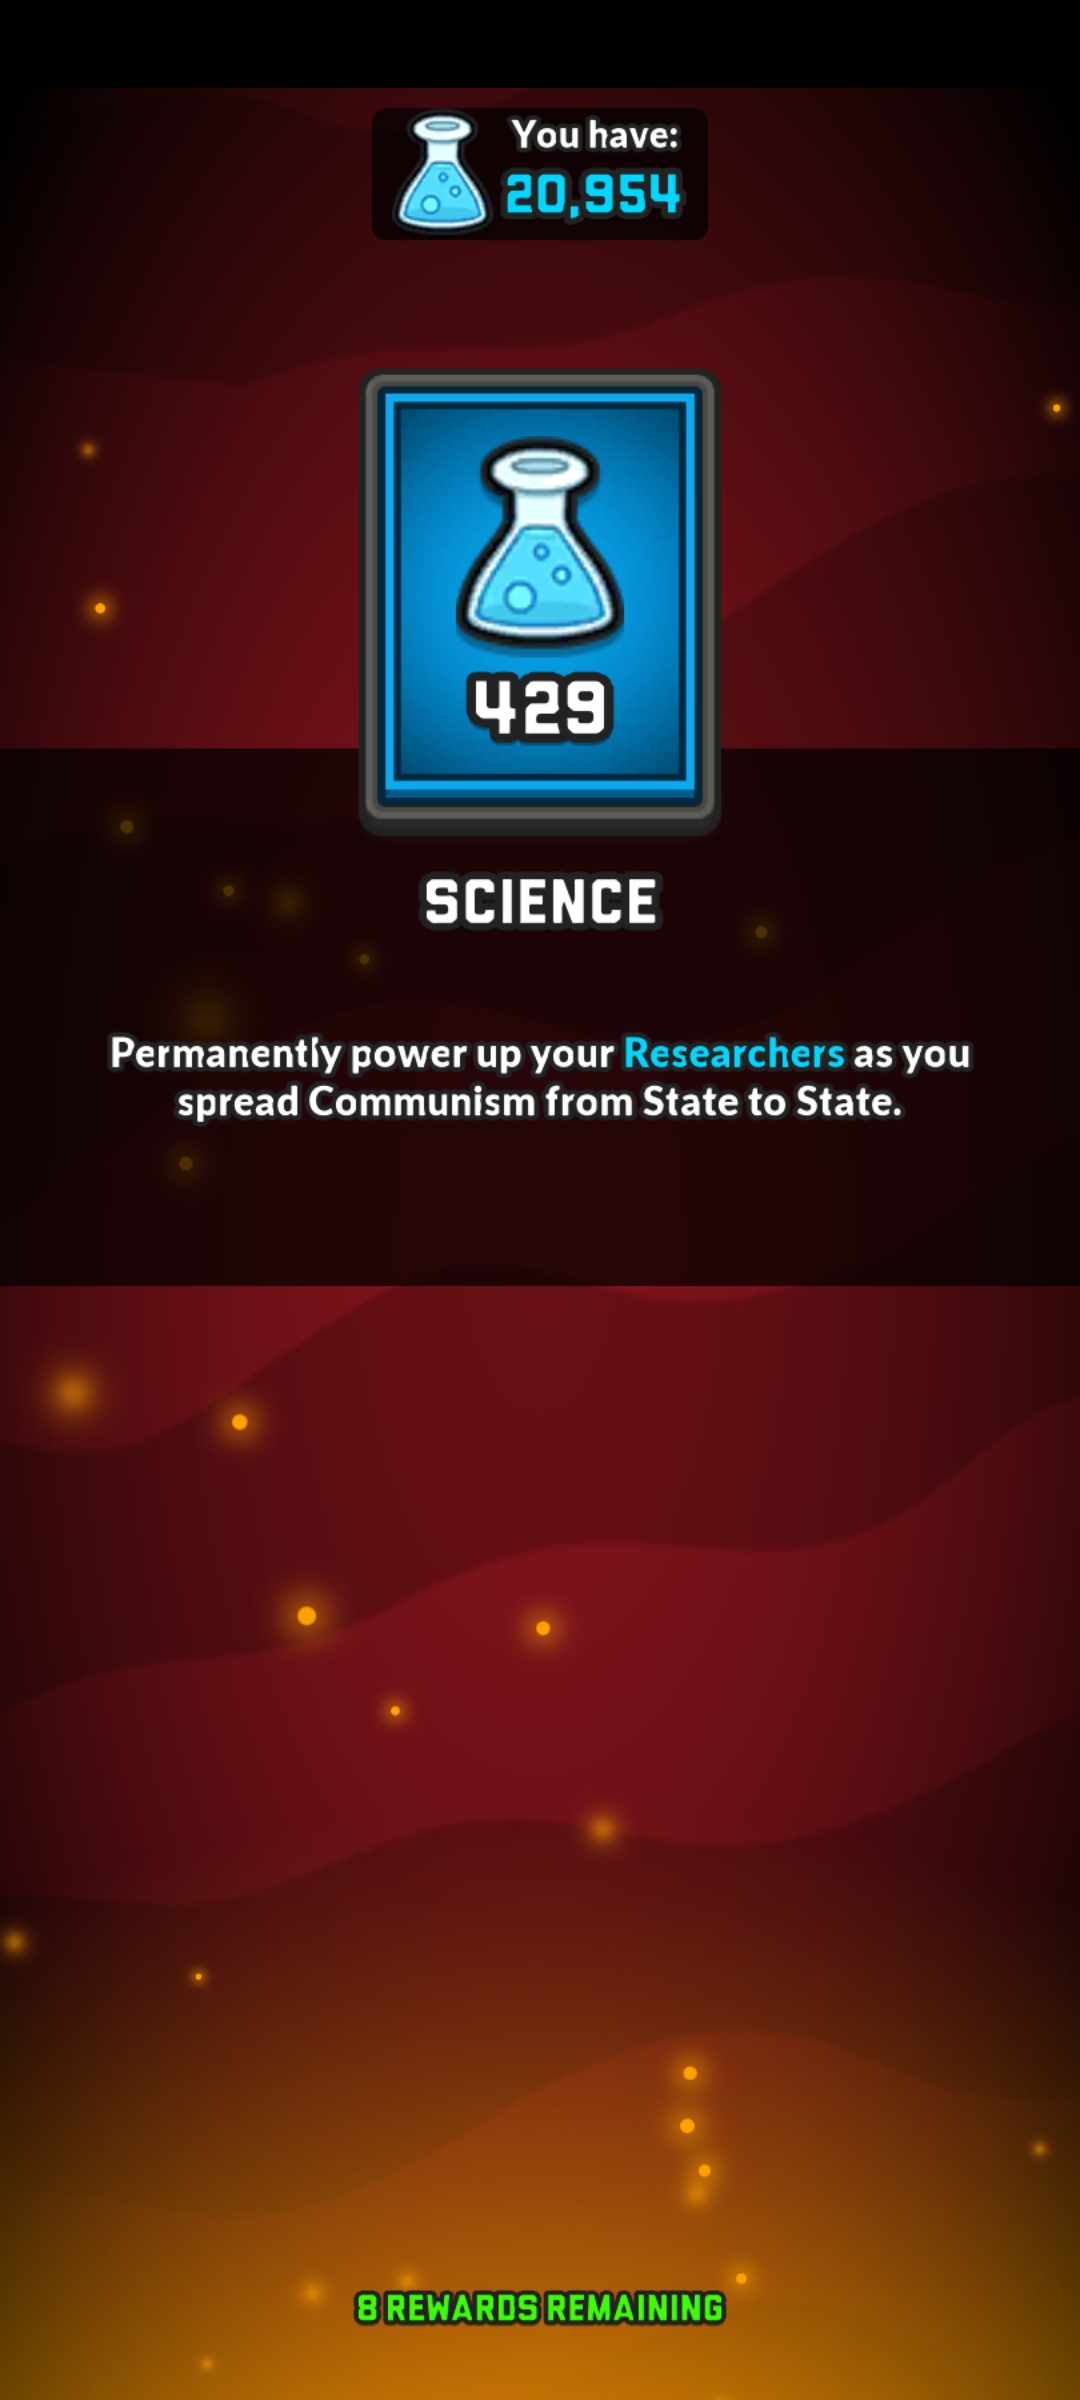 You have:
20,954
429
SCIENCE
Permanently power up your Researchers as you
spread Communism from State to State.
8 REWARDS REMAINING